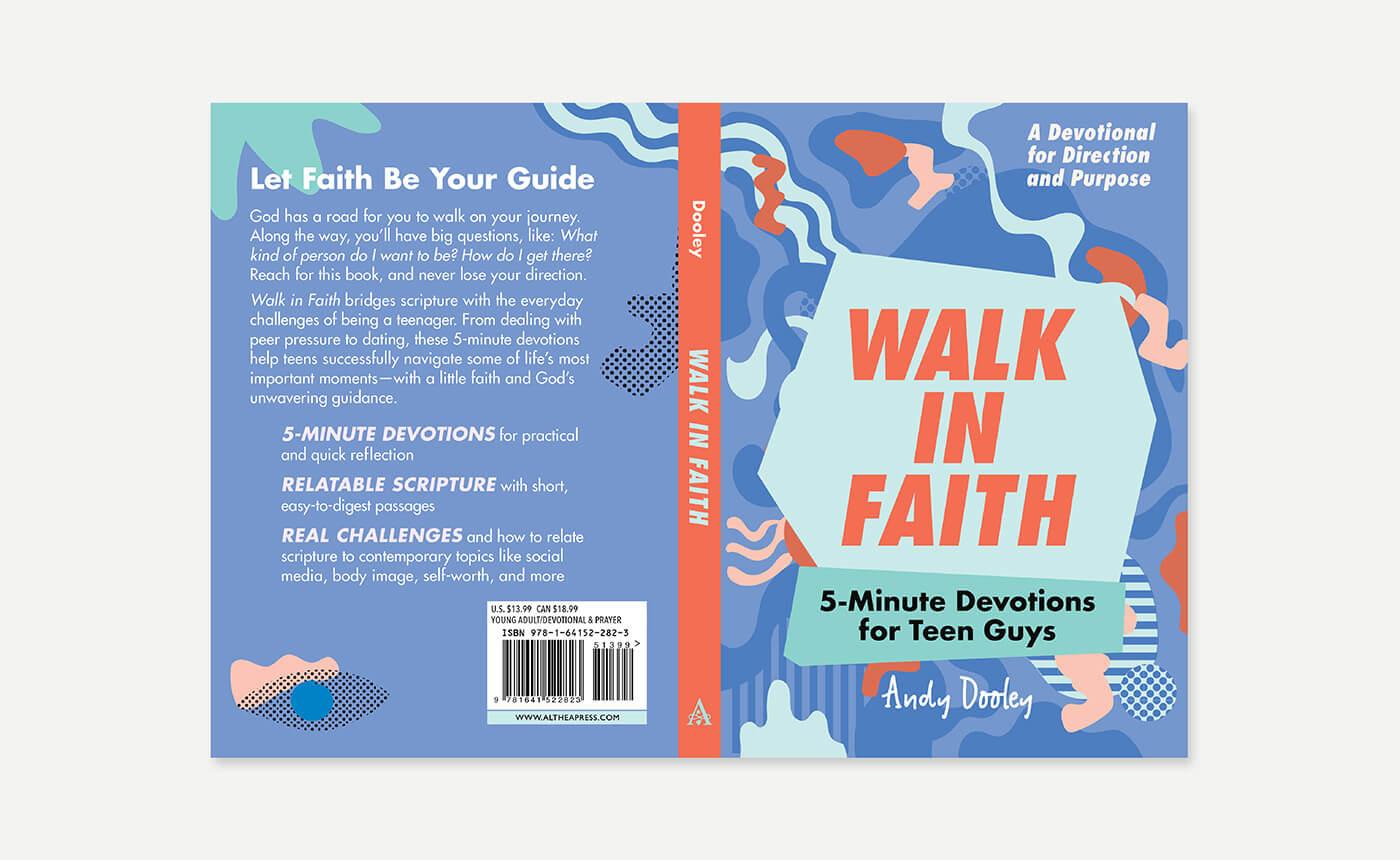 Let Faith Be Your Guide
God has a road for you to walk on your journey.
Along the way, you'll have big questions, like: What
kind of person do I want to be? How do I get there?
Reach for this book, and never lose your direction.
Walk in Faith bridges scripture with the everyday
challenges of being a teenager. From dealing with
peer pressure to dating, these 5-minute devotions
help teens successfully navigate some of life's most
important moments—with a little faith and God's
unwavering guidance.
5-MINUTE DEVOTIONS for practical
and quick reflection
RELATABLE SCRIPTURE with short,
easy-to-digest passages
REAL CHALLENGES and how to relate
scripture to contemporary topics like social
media, body image, self-worth, and more
U.S. $13.99 CAN $18.99
YOUNG ADULT/DEVOTIONAL & PRAYER
ISBN 978-1-64152-282-3
51399>
9 781641 522823
WWW.ALTHEAPRESS.COM
Dooley
WALK IN FAITH
A
A Devotional
for Direction
and Purpose
WALK
IN
FAITH
5-Minute Devotions
for Teen Guys
Andy Dooley